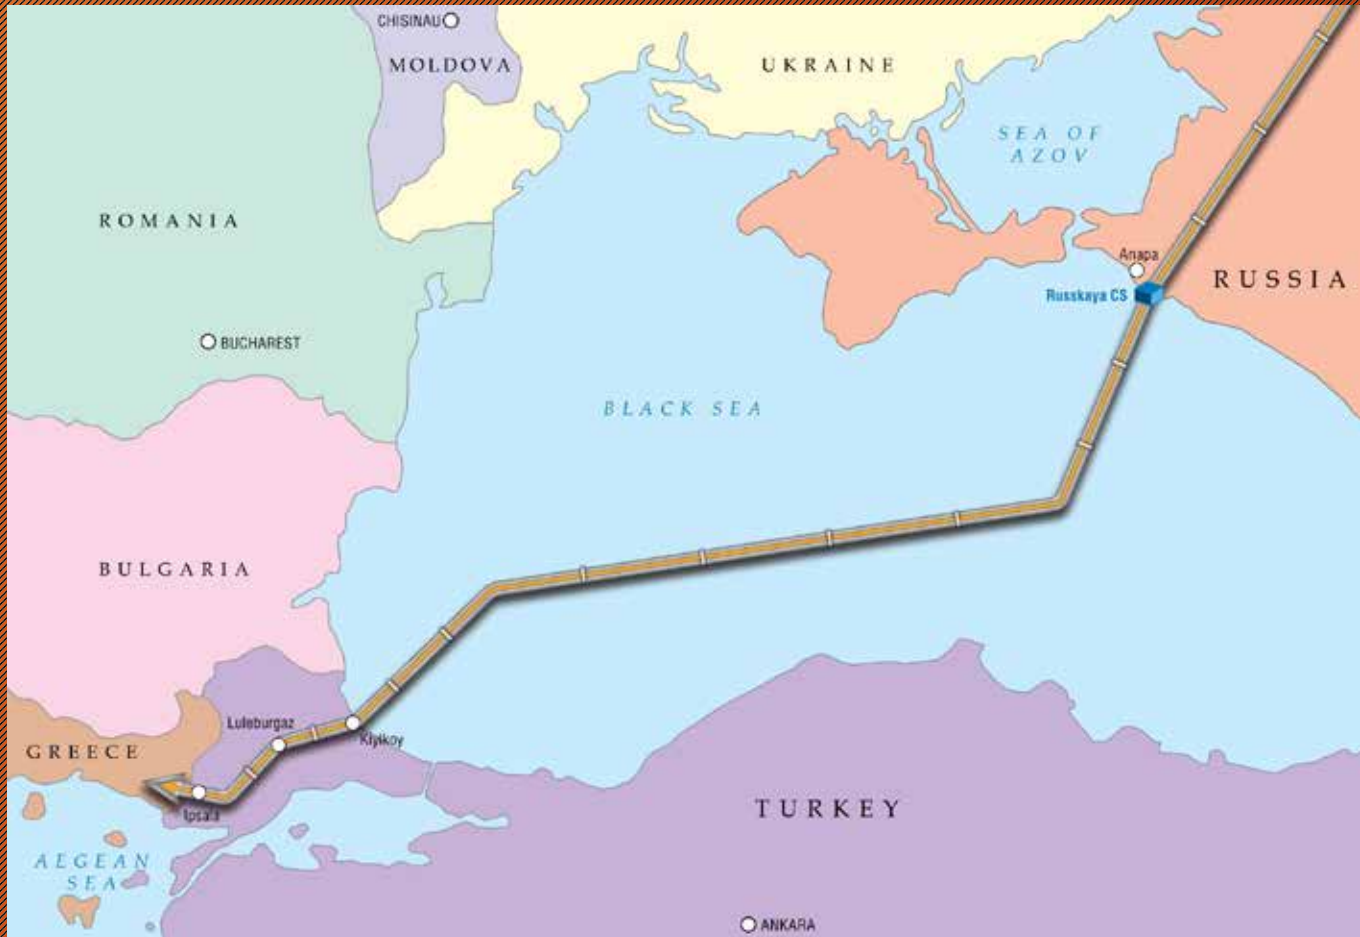 CHISINAU
MOLDOVA
UKRAINE
SEA OF
AZOV
ROMANIA
Anapa
RUSSIA
Russkaya CS
BUCHAREST
BLACK SEA
BULGARIA
Luleburgaz
Kiyikoy
GREECE
Ipsala
TURKEY
AEGEAN
SEA
ANKARA